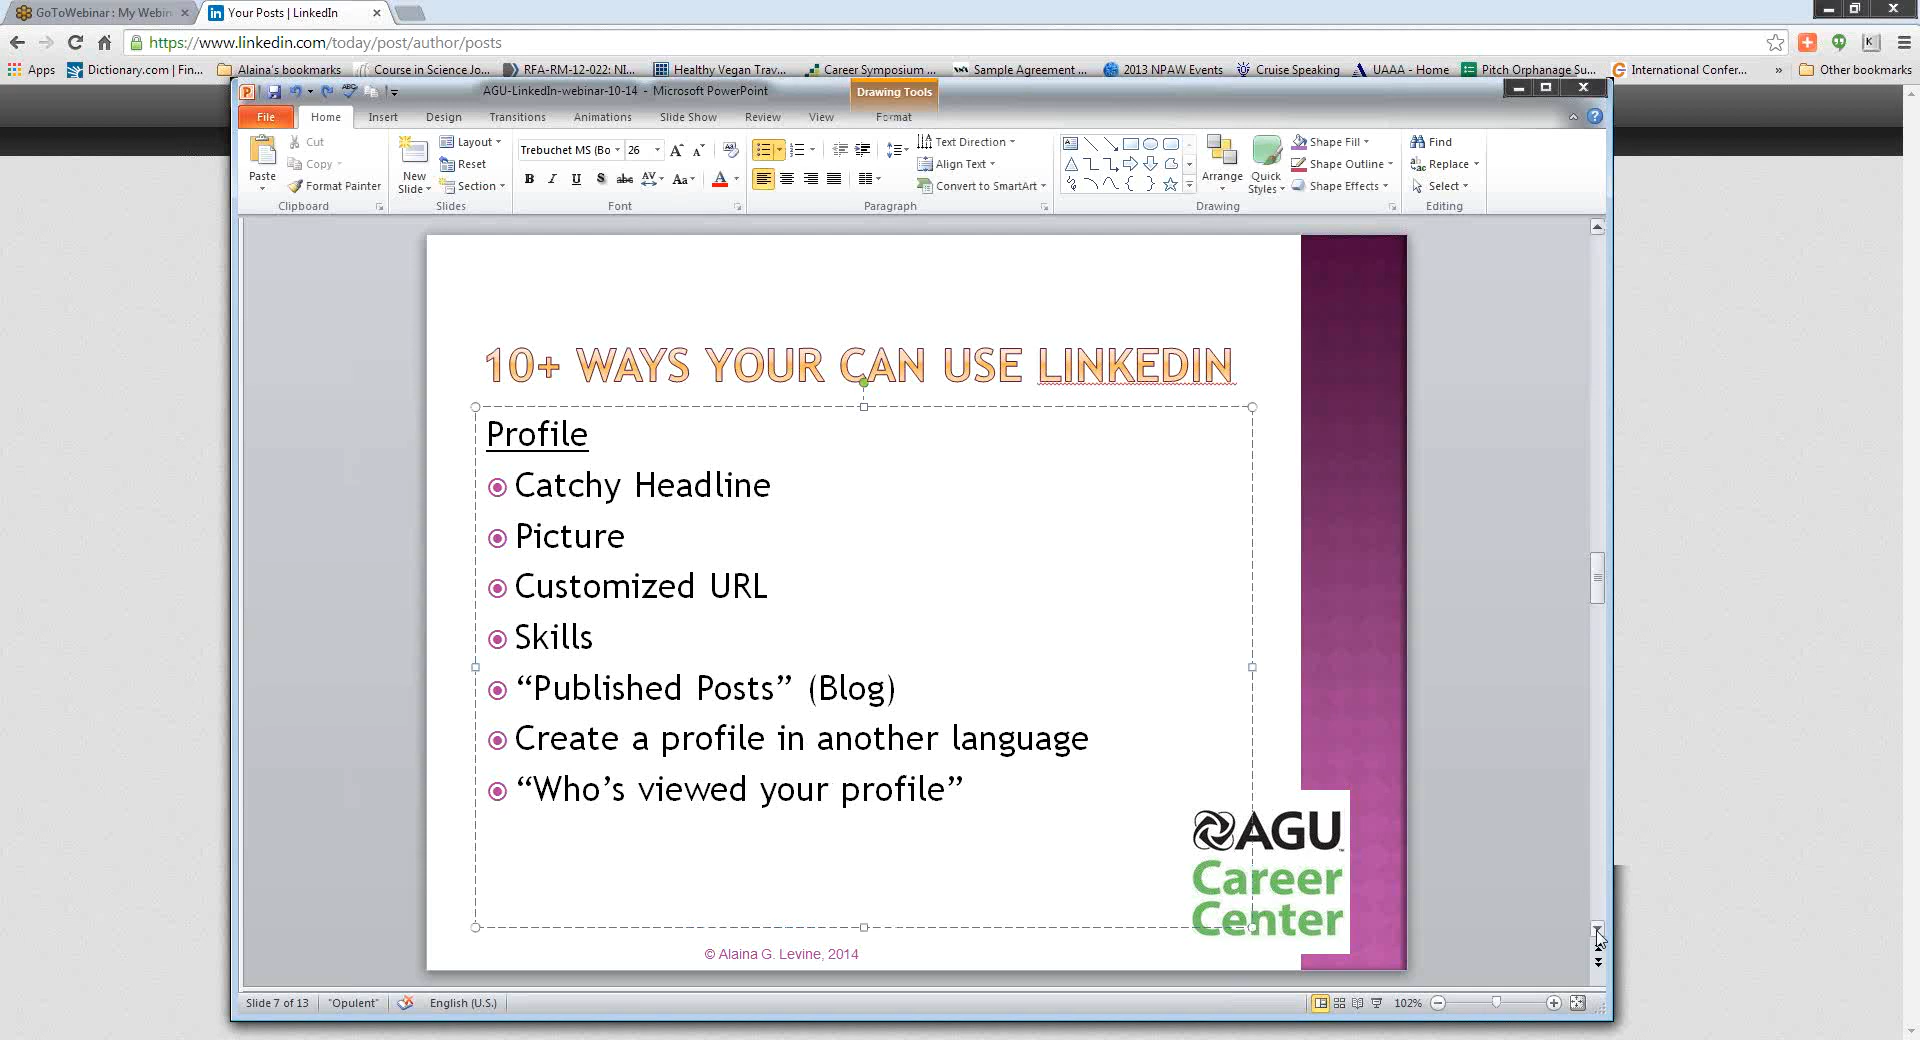 GoToWebinar : My Webin
Your Posts | LinkedIn
https://www.linkedin.com/today/post/author/posts
Apps Dictionary.com | Fin... Alaina's bookmarks Course in Science Jo... RFA-RM-12-022: NI... Healthy Vegan Trav... Career Symposium ... Sample Agreement ... 2013 NPAW Events Cruise Speaking UAAA - Home Pitch Orphanage Su... International Confer... » Other bookmarks
AGU-LinkedIn-webinar-10-14 - Microsoft PowerPoint
Drawing Tools
File Home Insert Design Transitions Animations Slide Show Review View Format
Paste
Cut
Copy
Format Painter
Clipboard
New Slide
Layout
Reset
Section
Slides
Trebuchet MS (Bo 26
B I U S abc AV Aa A
Font
Text Direction
Align Text
Convert to SmartArt
Paragraph
Arrange
Quick Styles
Shape Fill
Shape Outline
Shape Effects
Drawing
Find
Replace
Select
Editing
10+ WAYS YOUR CAN USE LINKEDIN
Profile
Catchy Headline
Picture
Customized URL
Skills
“Published Posts” (Blog)
Create a profile in another language
“Who’s viewed your profile”
AGU
Career
Center
© Alaina G. Levine, 2014
Slide 7 of 13 "Opulent" English (U.S.) 102%